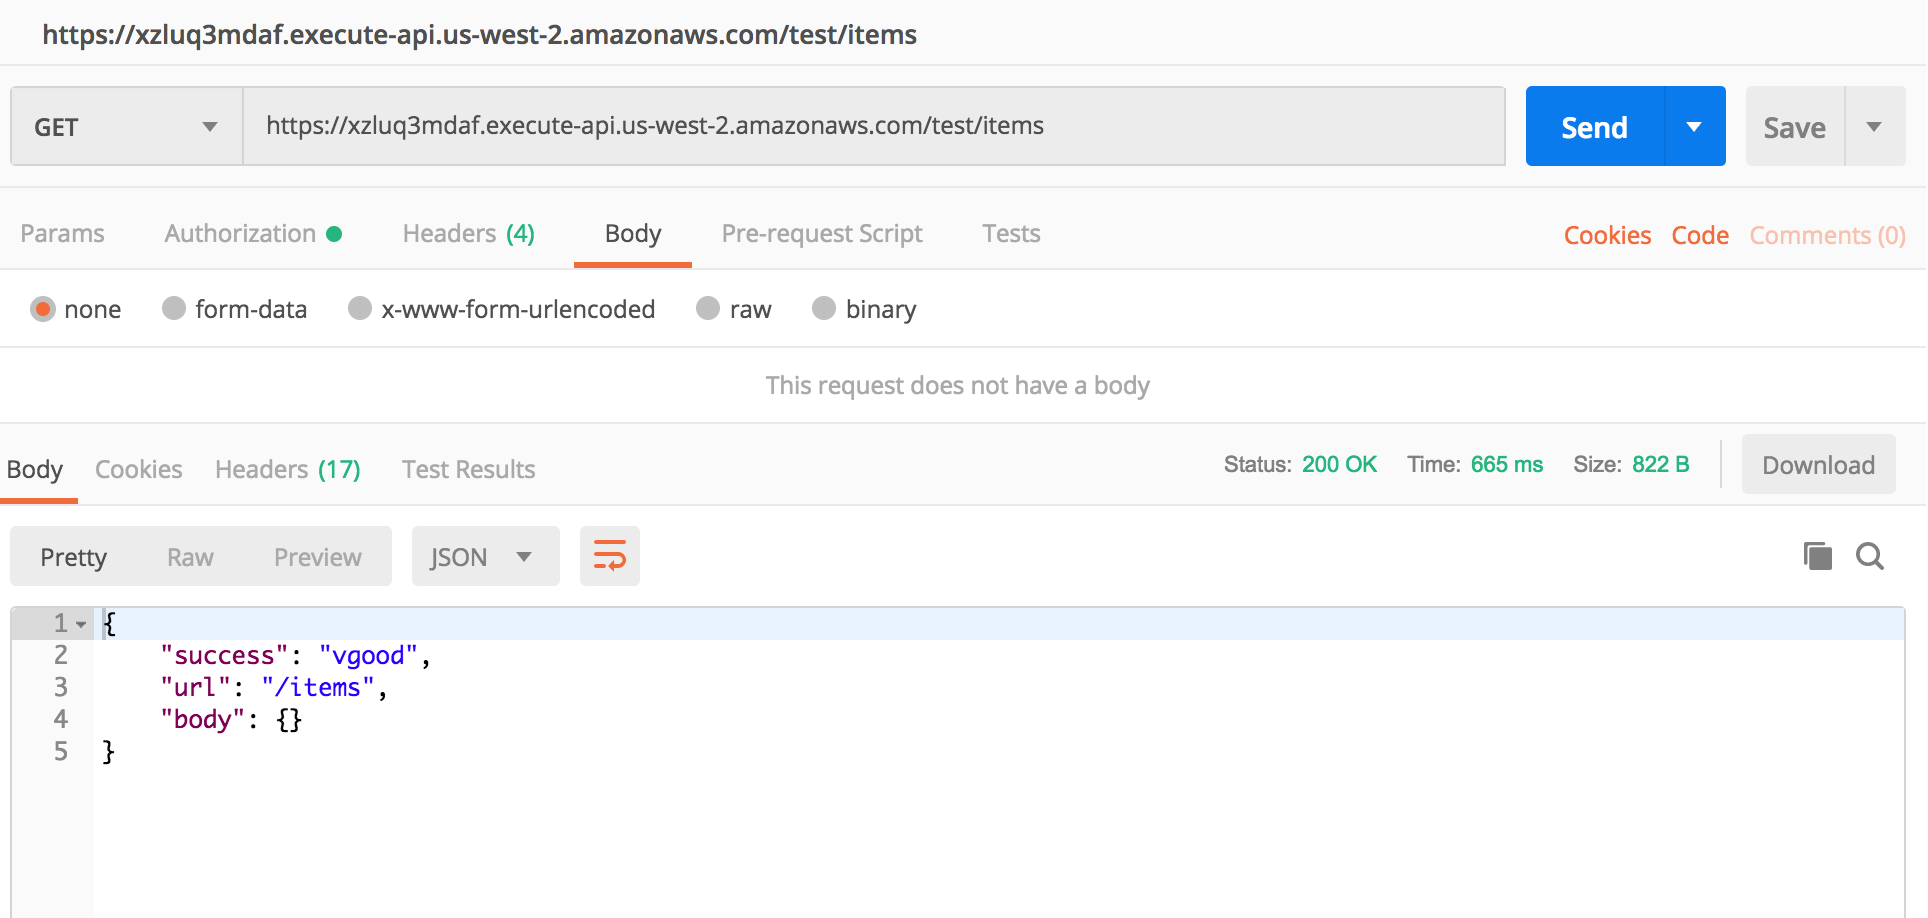 https://xzluq3mdaf.execute-api.us-west-2.amazonaws.com/test/items
GET https://xzluq3mdaf.execute-api.us-west-2.amazonaws.com/test/items Send Save
Params Authorization Headers (4) Body Pre-request Script Tests Cookies Code Comments (0)
none form-data x-www-form-urlencoded raw binary
This request does not have a body
Body Cookies Headers (17) Test Results Status: 200 OK Time: 665 ms Size: 822 B Download
Pretty Raw Preview JSON
1 {
2 "success": "vgood",
3 "url": "/items",
4 "body": {}
5 }